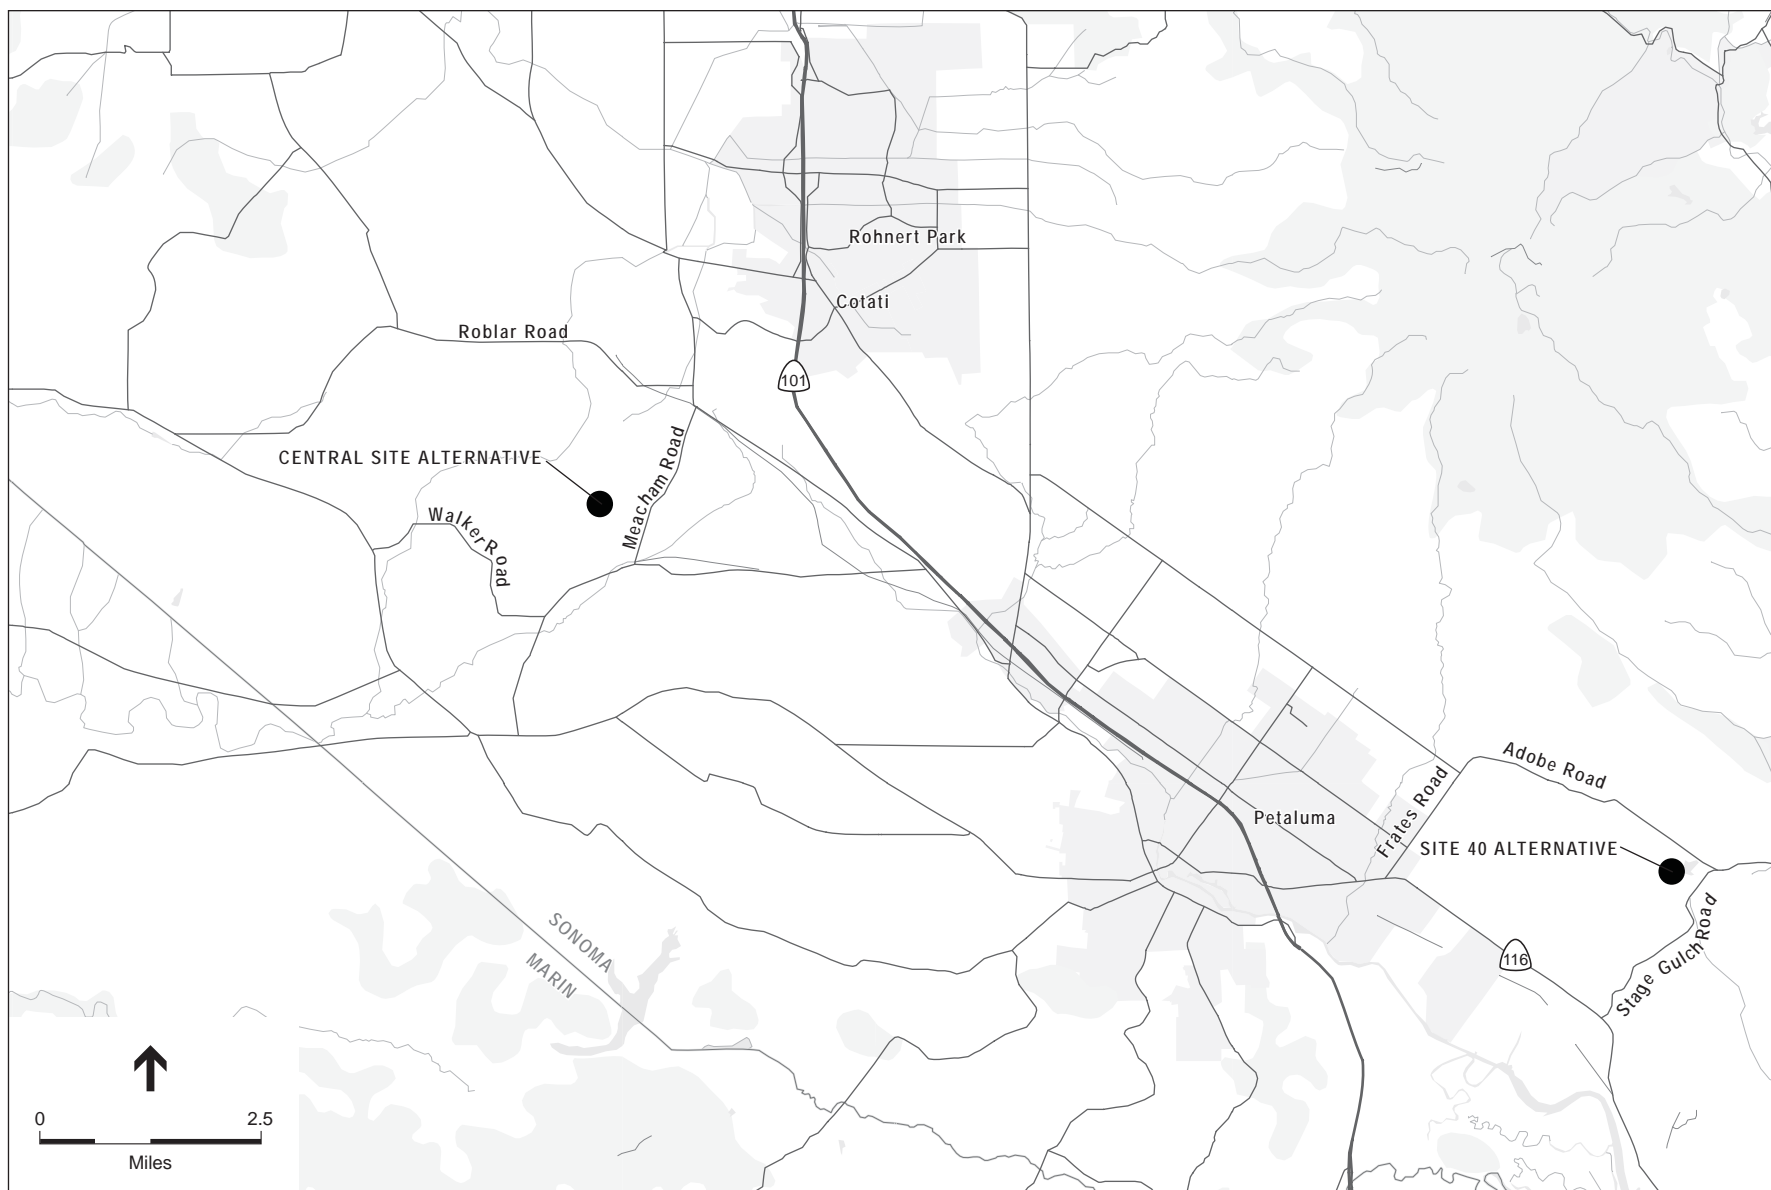 Rohnert Park
Cotati
Roblar Road
101
CENTRAL SITE ALTERNATIVE
Meacham Road
Walker Road
Adobe Road
Frates Road
Petaluma
SITE 40 ALTERNATIVE
Stage Gulch Road
116
SONOMA
MARIN
0 2.5
Miles